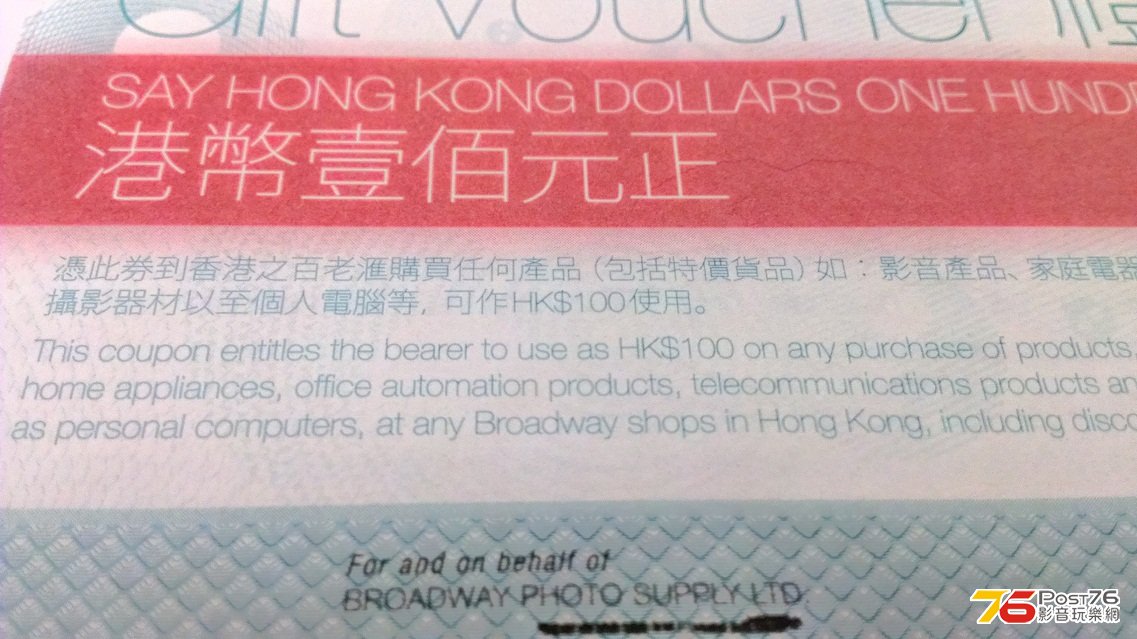 Gift Voucher 禮
SAY HONG KONG DOLLARS ONE HUND
港幣壹佰元正
憑此券到香港之百老滙購買任何產品（包括特價貨品）如：影音產品、家庭電器
攝影器材以至個人電腦等，可作HK$100使用。
This coupon entitles the bearer to use as HK$100 on any purchase of products
home appliances, office automation products, telecommunications products an
as personal computers, at any Broadway shops in Hong Kong, including disco
For and on behalf of
BROADWAY PHOTO SUPPLY LTD.
76 Post76
影音玩樂網